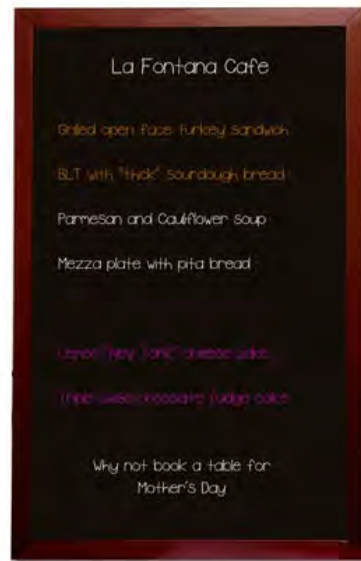 La Fontana Cafe
Grilled open face turkey sandwich
BLT with "thick" sourdough bread
Parmesan and Cauliflower soup
Mezza plate with pita bread
"New York" cheese cake
chocolate fudge cake
Why not book a table for
Mother's Day